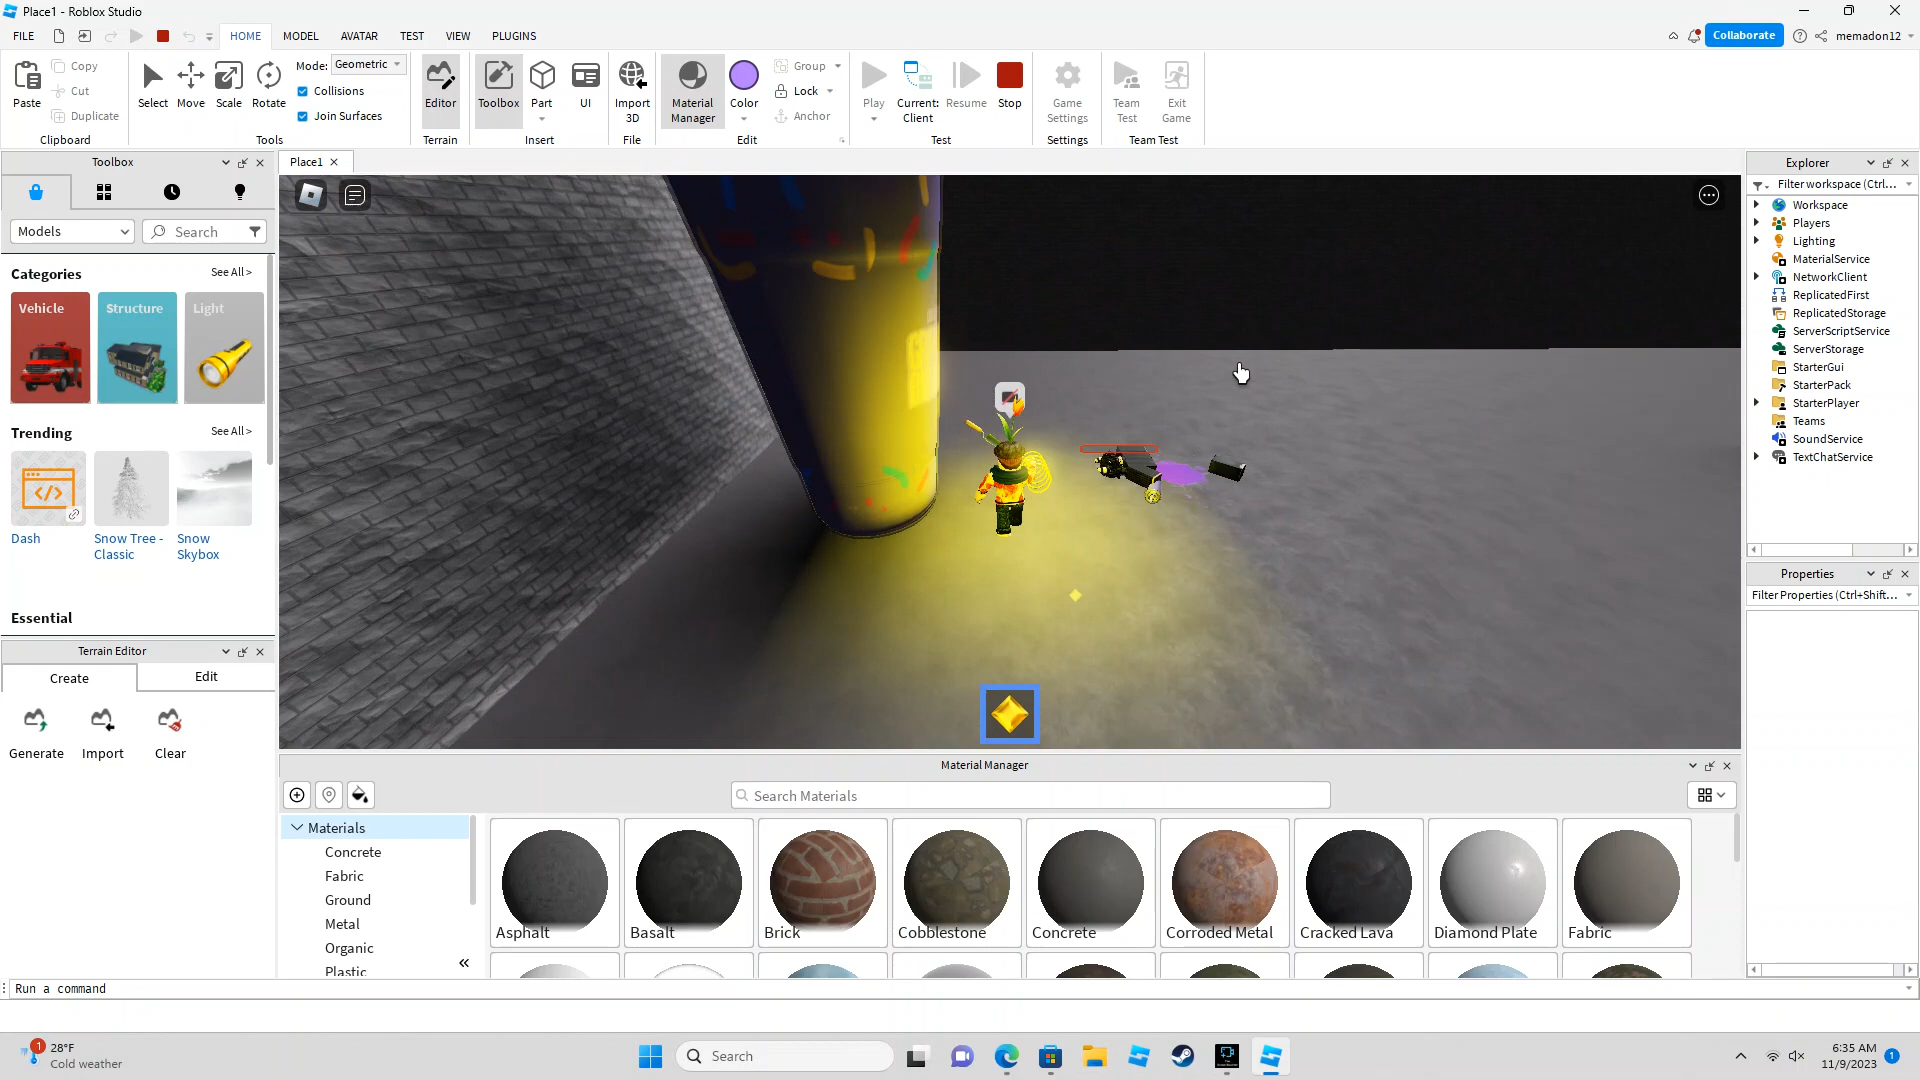 Place1 - Roblox Studio
FILE HOME MODEL AVATAR TEST VIEW PLUGINS Collaborate memadon12
Paste Copy Cut Duplicate
Clipboard
Select Move Scale Rotate
Mode: Geometric
Collisions
Join Surfaces
Tools
Editor
Terrain
Toolbox Part UI
Insert
Import 3D
File
Material Manager Color Group Lock Anchor
Edit
Play Current: Client Resume Stop
Test
Game Settings
Settings
Team Test Exit Game
Team Test
Toolbox
Models Search
Categories See All >
Vehicle Structure Light
Trending See All >
Dash Snow Tree - Classic Snow Skybox
Essential
Terrain Editor
Create Edit
Generate Import Clear
Place1
Explorer
Filter workspace (Ctrl...
Workspace
Players
Lighting
MaterialService
NetworkClient
ReplicatedFirst
ReplicatedStorage
ServerScriptService
ServerStorage
StarterGui
StarterPack
StarterPlayer
Teams
SoundService
TextChatService
Properties
Filter Properties (Ctrl+Shift...
Material Manager
Search Materials
Materials
Concrete
Fabric
Ground
Metal
Organic
Plastic
Asphalt Basalt Brick Cobblestone Concrete Corroded Metal Cracked Lava Diamond Plate Fabric
Run a command
1
28°F
Cold weather
Search
6:35 AM
11/9/2023
1